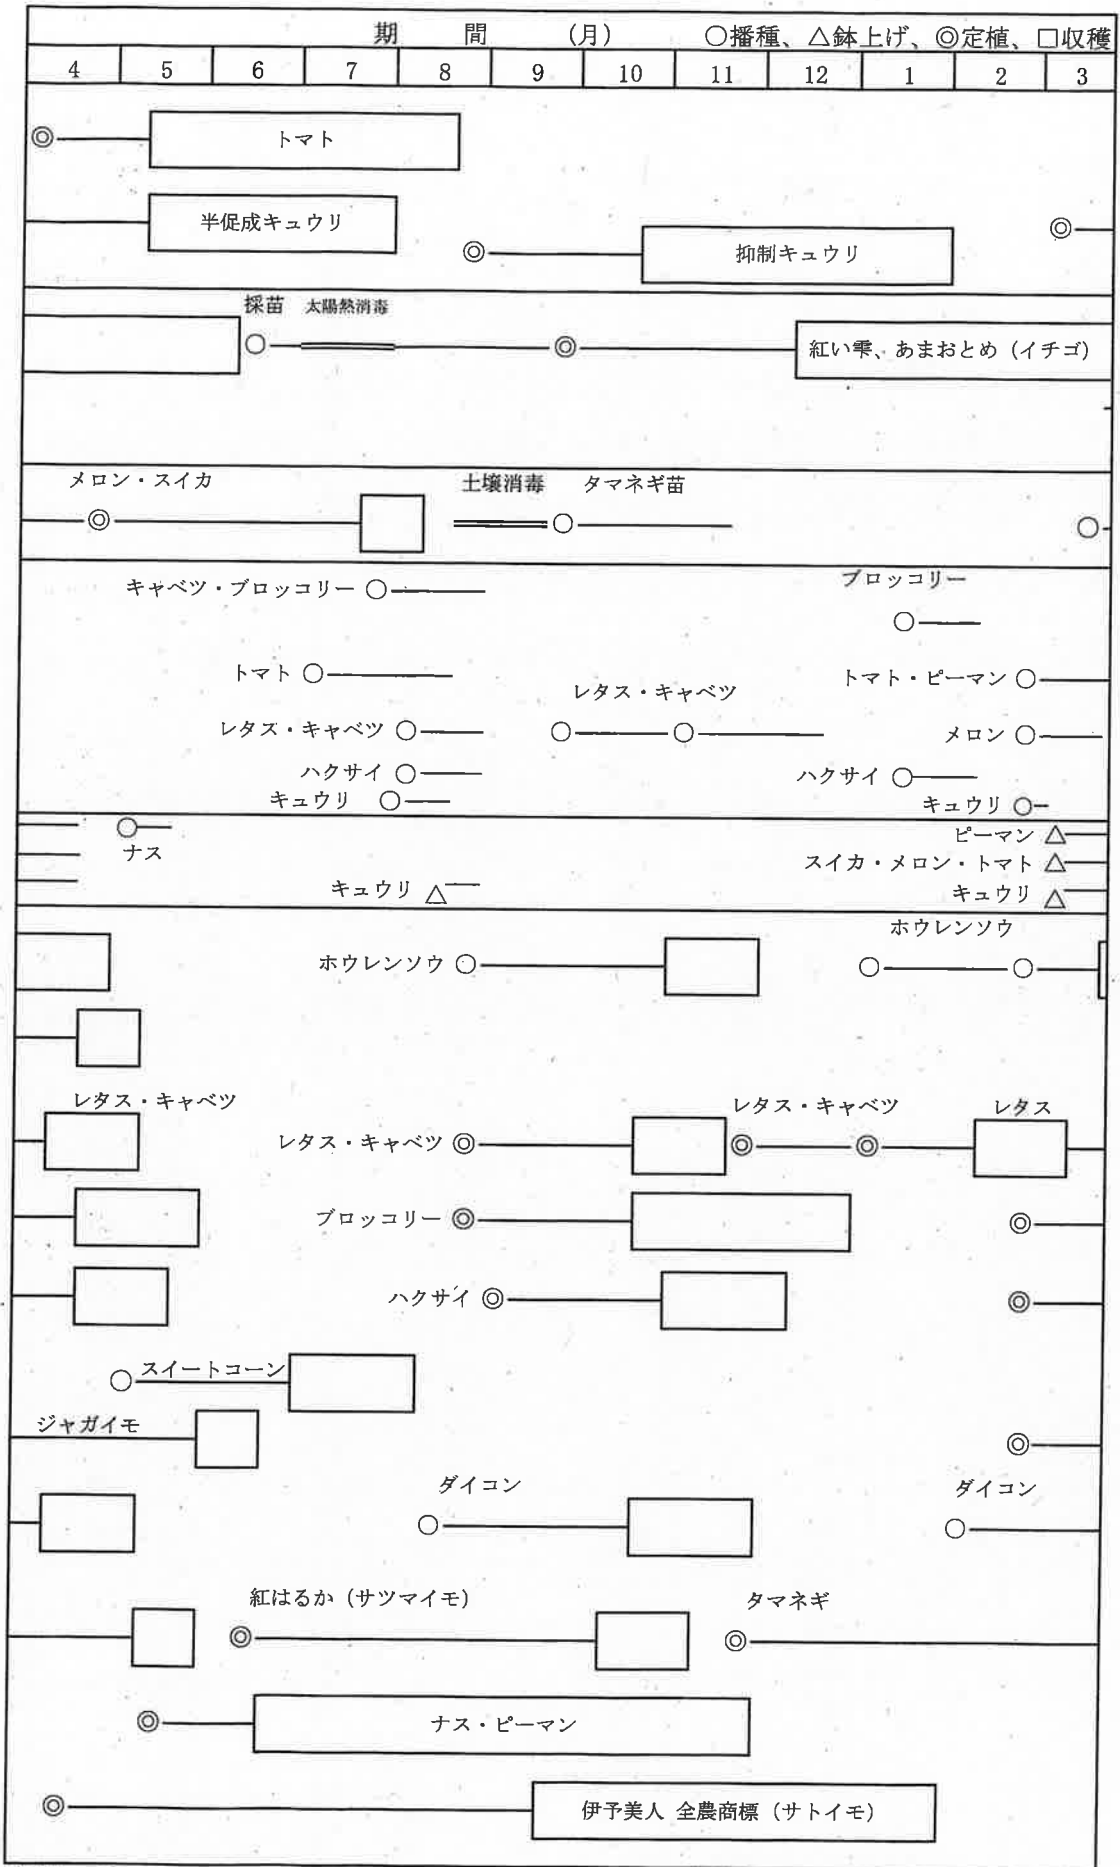 期 間 (月) ○播種、△鉢上げ、◎定植、□収穫
4 5 6 7 8 9 10 11 12 1 2 3
トマト
半促成キュウリ
抑制キュウリ
採苗 太陽熱消毒
紅い雫、あまおとめ（イチゴ）
メロン・スイカ 土壌消毒 タマネギ苗
キャベツ・ブロッコリー ブロッコリー
トマト トマト・ピーマン
レタス・キャベツ
レタス・キャベツ メロン
ハクサイ ハクサイ
キュウリ キュウリ
ピーマン
ナス スイカ・メロン・トマト
キュウリ キュウリ
ホウレンソウ
ホウレンソウ
レタス・キャベツ レタス・キャベツ レタス
レタス・キャベツ
ブロッコリー
ハクサイ
スイートコーン
ジャガイモ
ダイコン ダイコン
紅はるか（サツマイモ） タマネギ
ナス・ピーマン
伊予美人 全農商標（サトイモ）